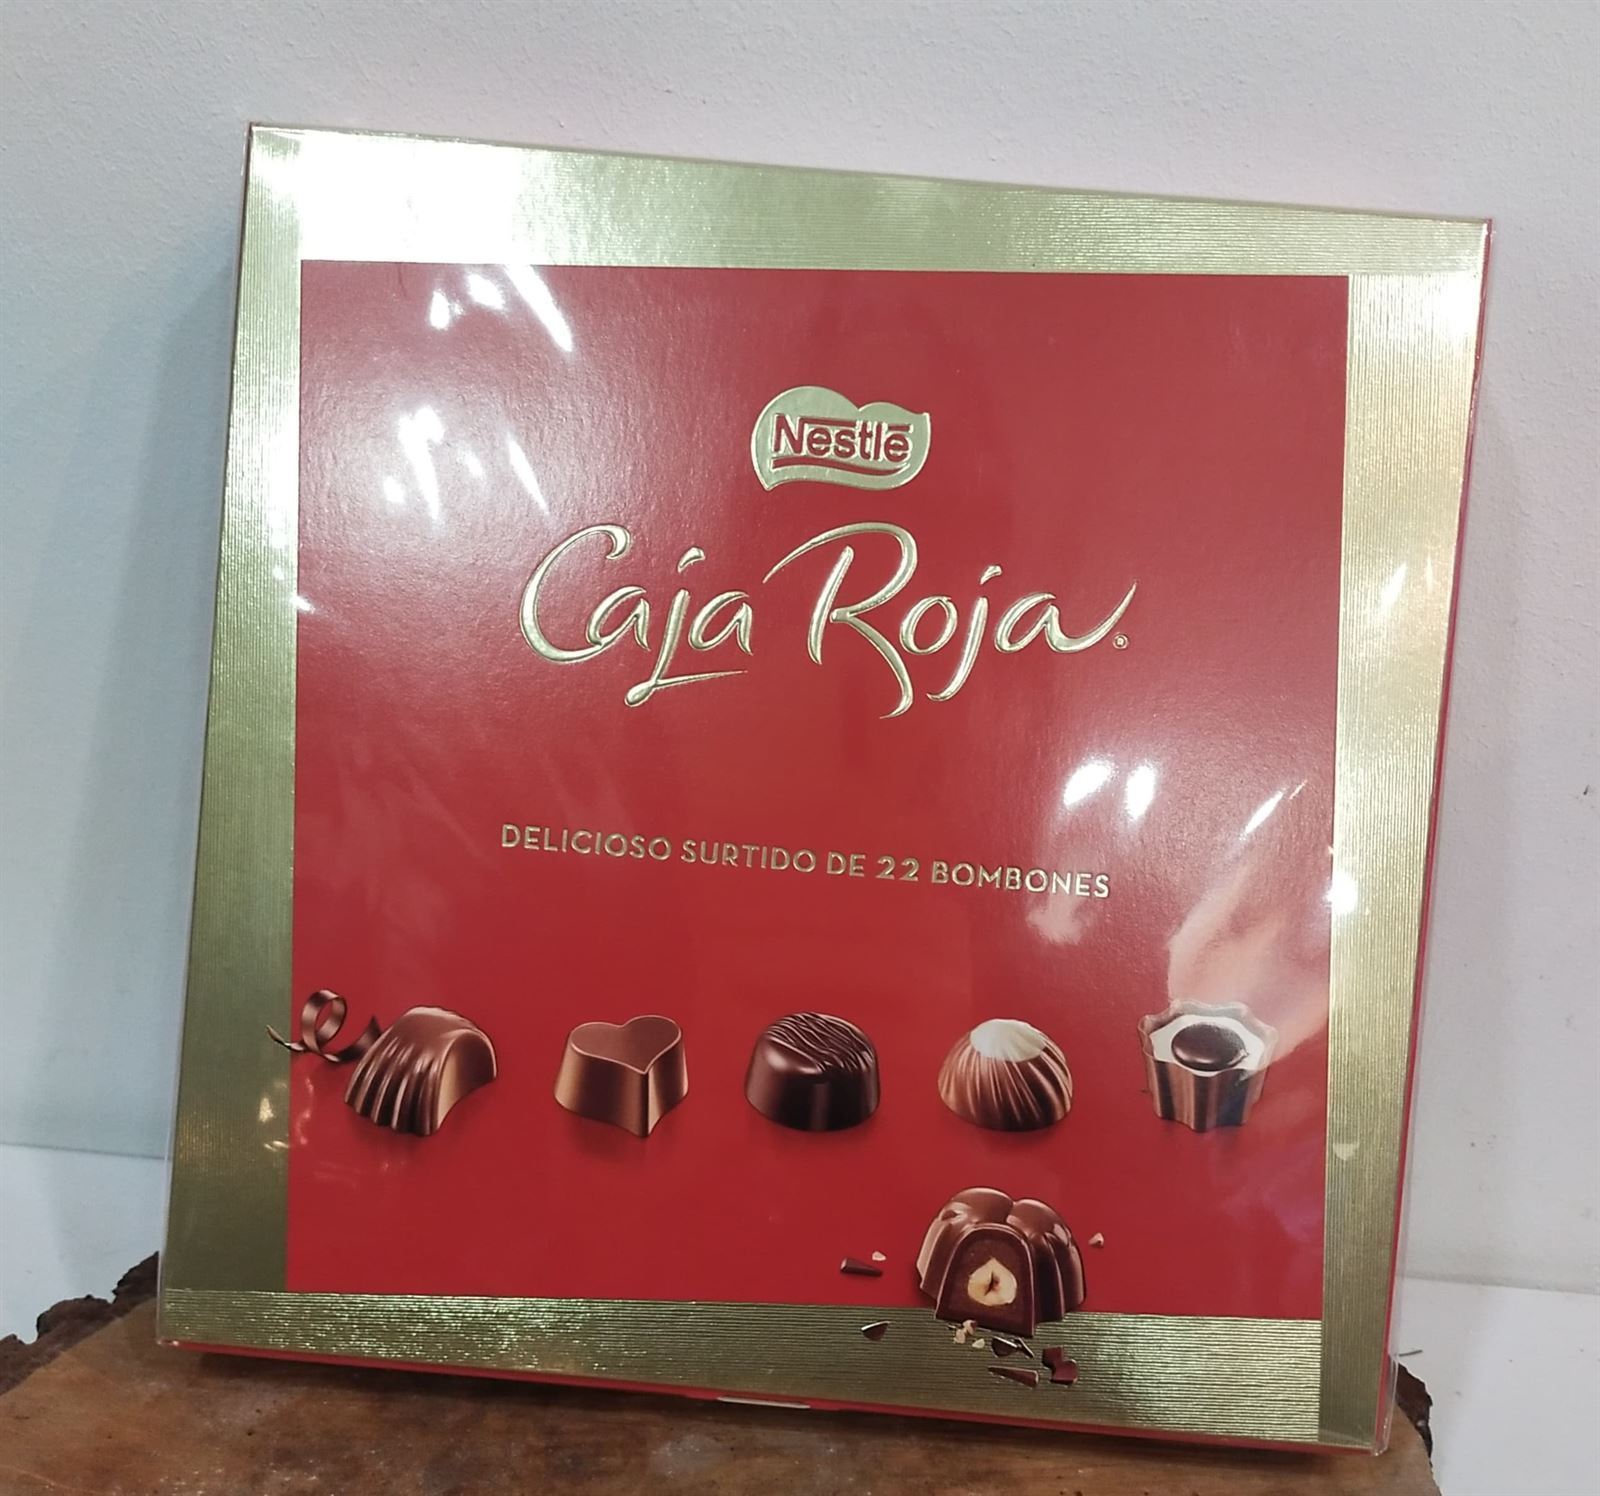 Nestlé
Caja Roja®
DELICIOSO SURTIDO DE 22 BOMBONES